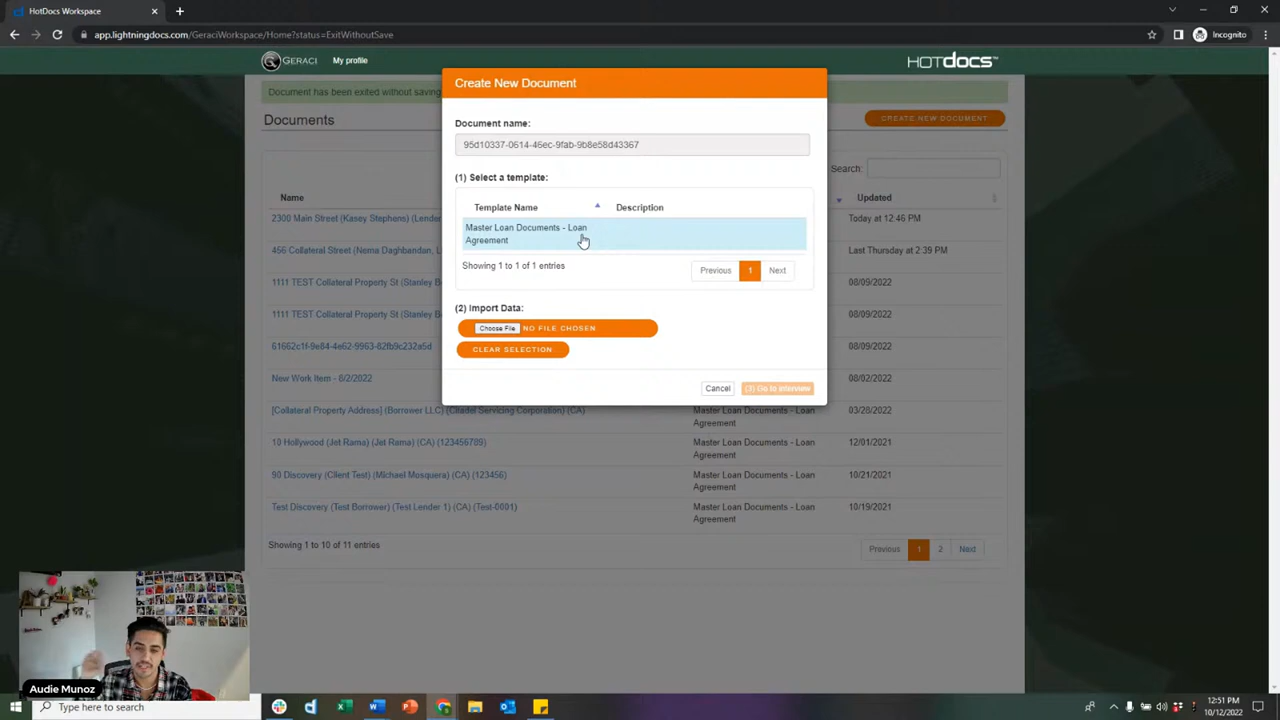 HotDocs Workspace
Incognito
app.lightningdocs.com/GeraciWorkspace/Home?status=ExitWithoutSave
GERACI
My profile
HOTDOCS™
Document has been exited without saving
Documents
CREATE NEW DOCUMENT
Search:
Name
Updated
2300 Main Street (Kasey Stephens) (Lender
Today at 12:46 PM
456 Collateral Street (Nema Daghbandan,
Last Thursday at 2:39 PM
1111 TEST Collateral Property St (Stanley B
08/09/2022
1111 TEST Collateral Property St (Stanley B
08/09/2022
61662c1f-9e84-4e62-9963-82fb9c232a5d
08/09/2022
New Work Item - 8/2/2022
08/02/2022
[Collateral Property Address] (Borrower LLC) (Citadel Servicing Corporation) (CA)
Master Loan Documents - Loan
Agreement
03/28/2022
10 Hollywood (Jet Rama) (Jet Rama) (CA) (123456789)
Master Loan Documents - Loan
Agreement
12/01/2021
90 Discovery (Client Test) (Michael Mosquera) (CA) (123456)
Master Loan Documents - Loan
Agreement
10/21/2021
Test Discovery (Test Borrower) (Test Lender 1) (CA) (Test-0001)
Master Loan Documents - Loan
Agreement
10/19/2021
Showing 1 to 10 of 11 entries
Previous
1
2
Next
Create New Document
Document name:
95d10337-0614-46ec-9fab-9b8e58d43367
(1) Select a template:
Template Name
Description
Master Loan Documents - Loan
Agreement
Showing 1 to 1 of 1 entries
Previous
1
Next
(2) Import Data:
Choose File
NO FILE CHOSEN
CLEAR SELECTION
Cancel
(3) Go to Interview
Audie Munoz
Type here to search
12:51 PM
10/12/2022